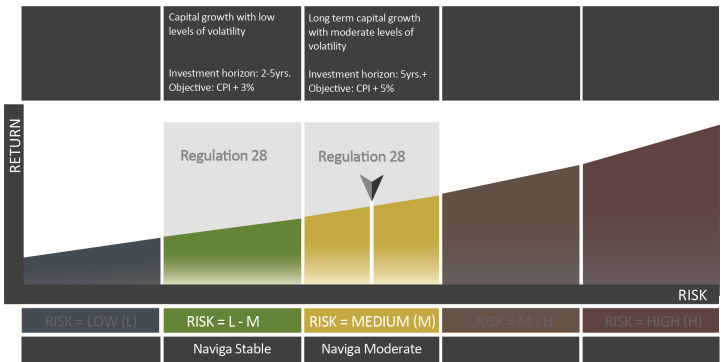 Capital growth with low
levels of volatility
Investment horizon: 2-5yrs.
Objective: CPI + 3%
Long term capital growth
with moderate levels of
volatility
Investment horizon: 5yrs.+
Objective: CPI + 5%
RETURN
Regulation 28
Regulation 28
RISK
RISK = LOW (L)
RISK = L - M
RISK = MEDIUM (M)
RISK = M - H
RISK = HIGH (H)
Naviga Stable
Naviga Moderate